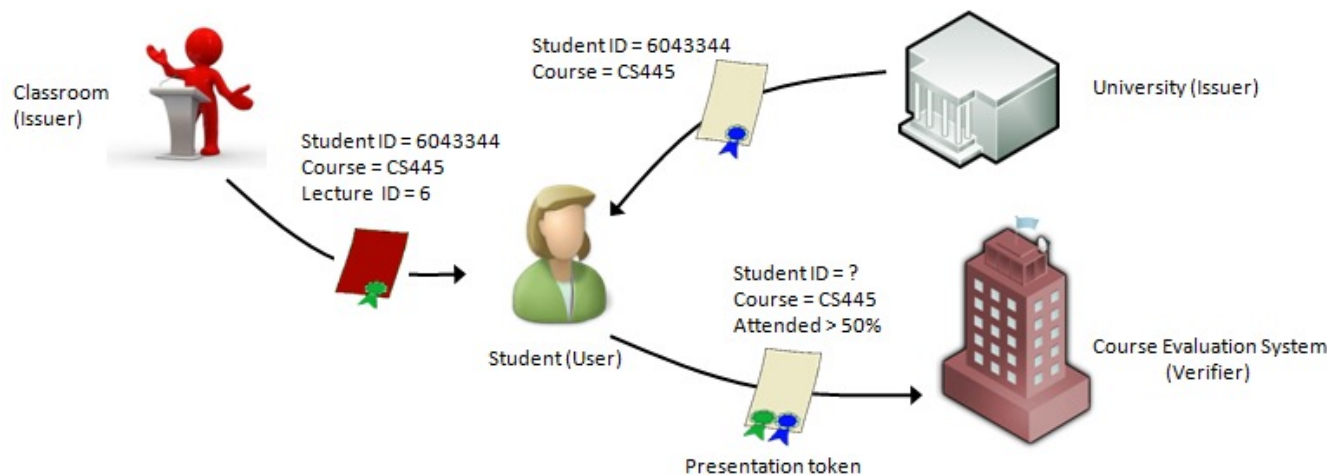 Classroom
(Issuer)
Student ID = 6043344
Course = CS445
Lecture ID = 6
Student ID = 6043344
Course = CS445
University (Issuer)
Student (User)
Student ID = ?
Course = CS445
Attended > 50%
Presentation token
Course Evaluation System
(Verifier)